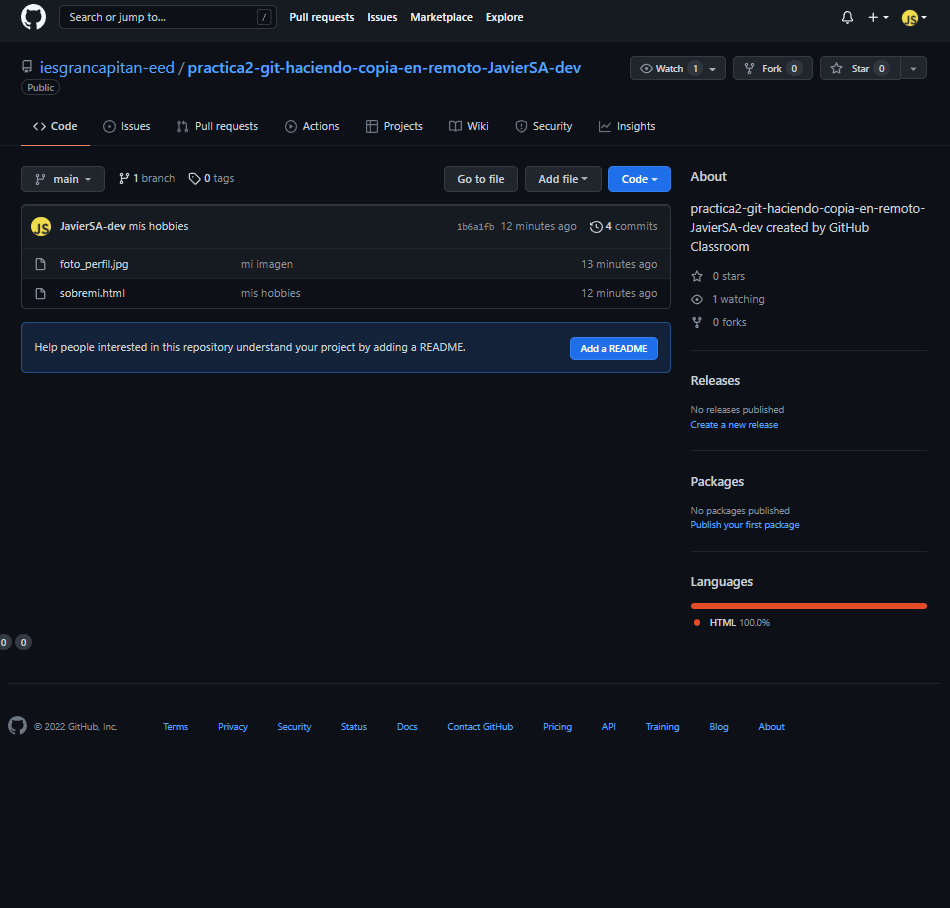 Search or jump to... / Pull requests Issues Marketplace Explore JS
iesgrancapitan-eed / practica2-git-haciendo-copia-en-remoto-JavierSA-dev Watch 1 Fork 0 Star 0
Public
Code Issues Pull requests Actions Projects Wiki Security Insights
main 1 branch 0 tags Go to file Add file Code
JS JavierSA-dev mis hobbies 1b6a1fb 12 minutes ago 4 commits
foto_perfil.jpg mi imagen 13 minutes ago
sobremi.html mis hobbies 12 minutes ago
Help people interested in this repository understand your project by adding a README. Add a README
About
practica2-git-haciendo-copia-en-remoto-
JavierSA-dev created by GitHub
Classroom
0 stars
1 watching
0 forks
Releases
No releases published
Create a new release
Packages
No packages published
Publish your first package
Languages
HTML 100.0%
0 0
© 2022 GitHub, Inc. Terms Privacy Security Status Docs Contact GitHub Pricing API Training Blog About